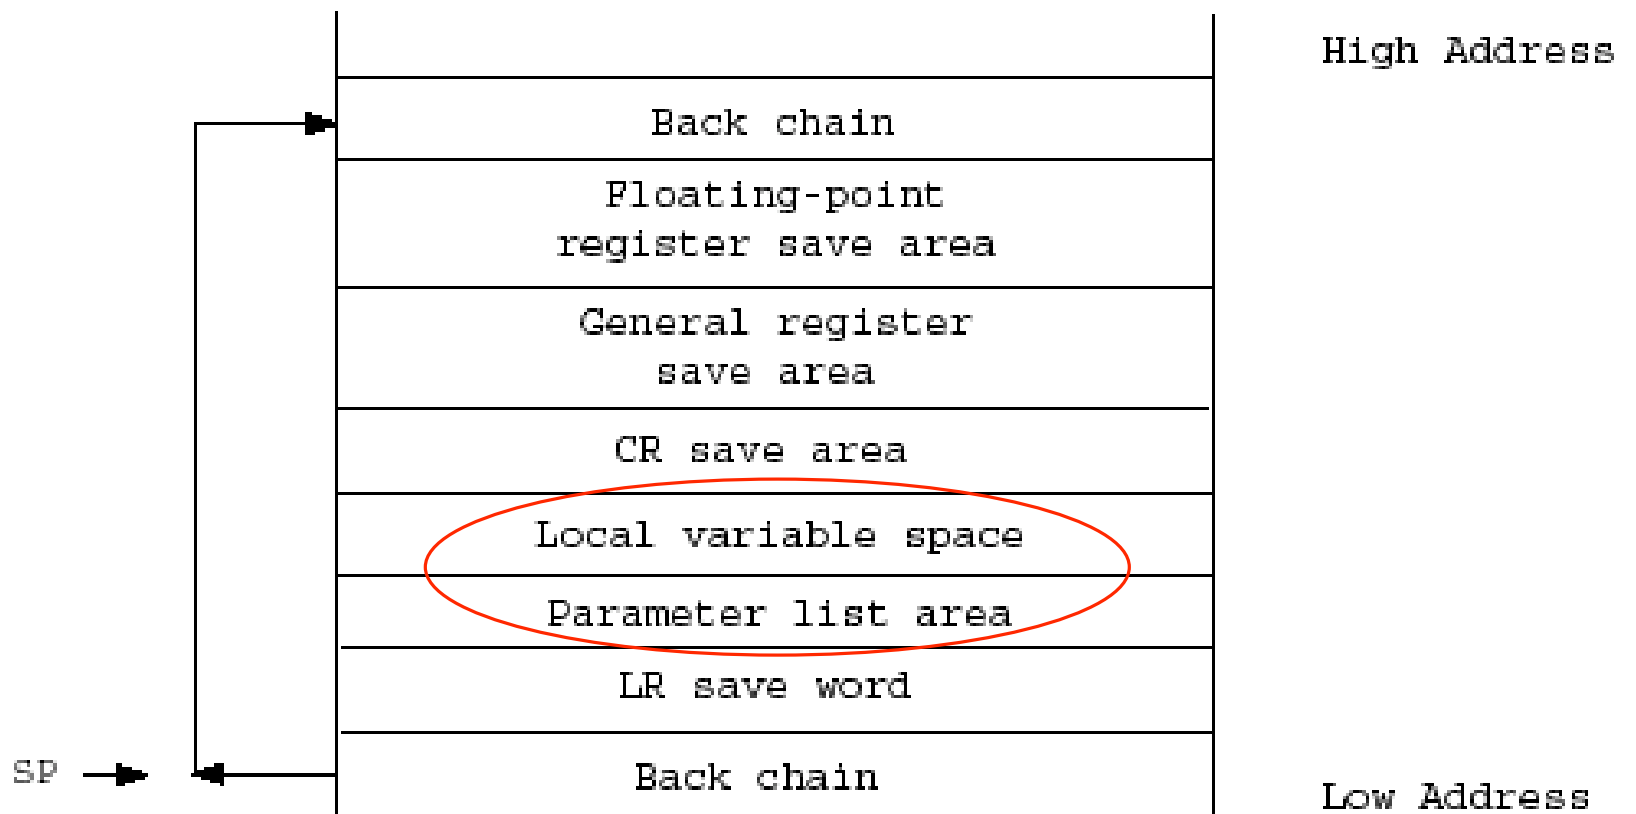 High Address
Back chain
Floating-point
register save area
General register
save area
CR save area
Local variable space
Parameter list area
LR save word
SP
Back chain
Low Address